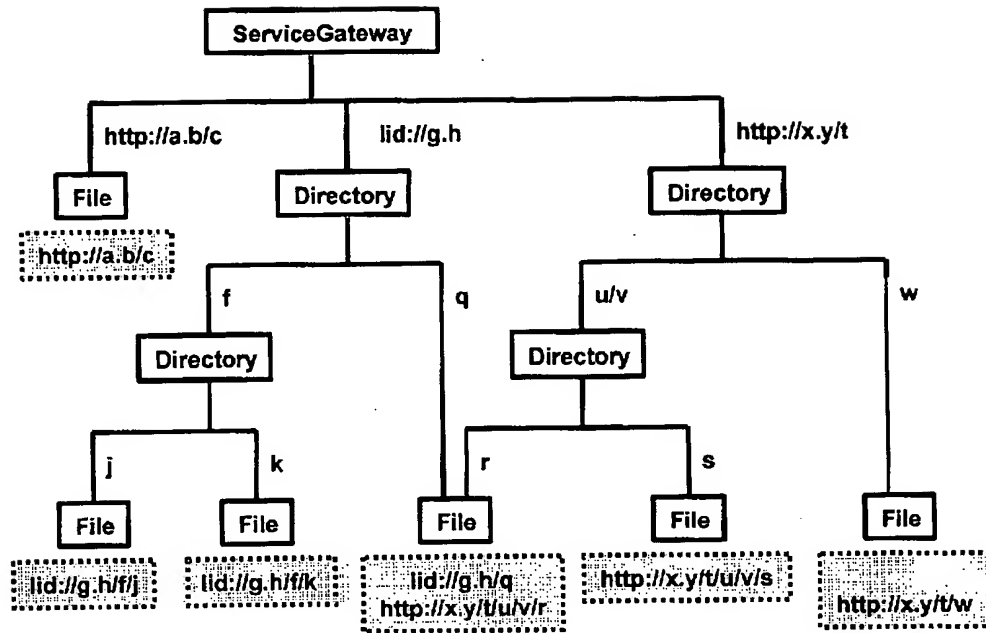 ServiceGateway
http://a.b/c
lid://g.h
http://x.y/t
File
Directory
Directory
http://a.b/c
f
q
u/v
w
Directory
Directory
j
k
r
s
File
File
File
File
File
lid://g.h/f/j
lid://g.h/f/k
lid://g.h/q
http://x.y/t/u/v/r
http://x.y/t/u/v/s
http://x.y/t/w